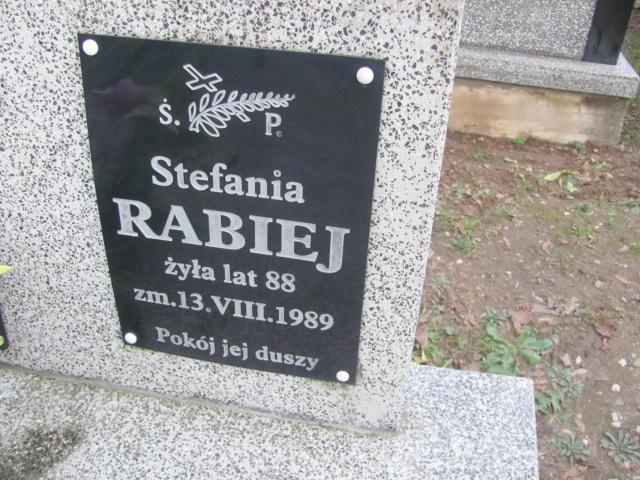 Ś. P.
Stefania
RABIEJ
żyła lat 88
zm.13.VIII.1989
Pokój jej duszy